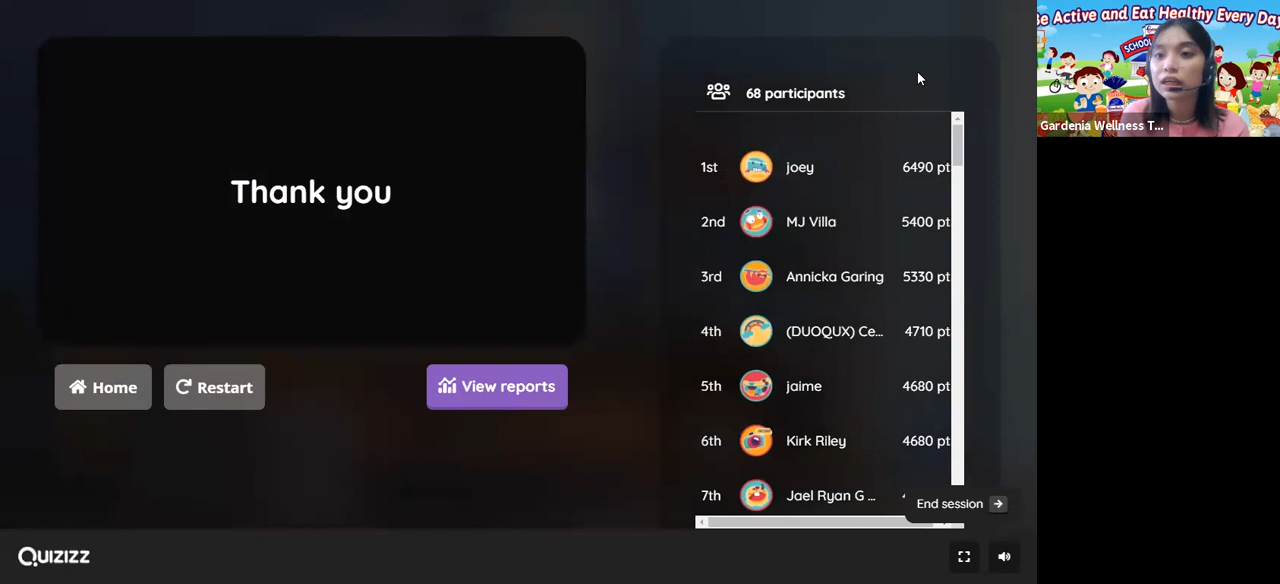 Thank you
Home
Restart
View reports
68 participants
1st joey 6490 pt
2nd MJ Villa 5400 pt
3rd Annicka Garing 5330 pt
4th (DUOQUX) Ce... 4710 pt
5th jaime 4680 pt
6th Kirk Riley 4680 pt
7th Jael Ryan G ...
End session
Quizizz
Be Active and Eat Healthy Every Day
SCHOOL
Gardenia Wellness T...